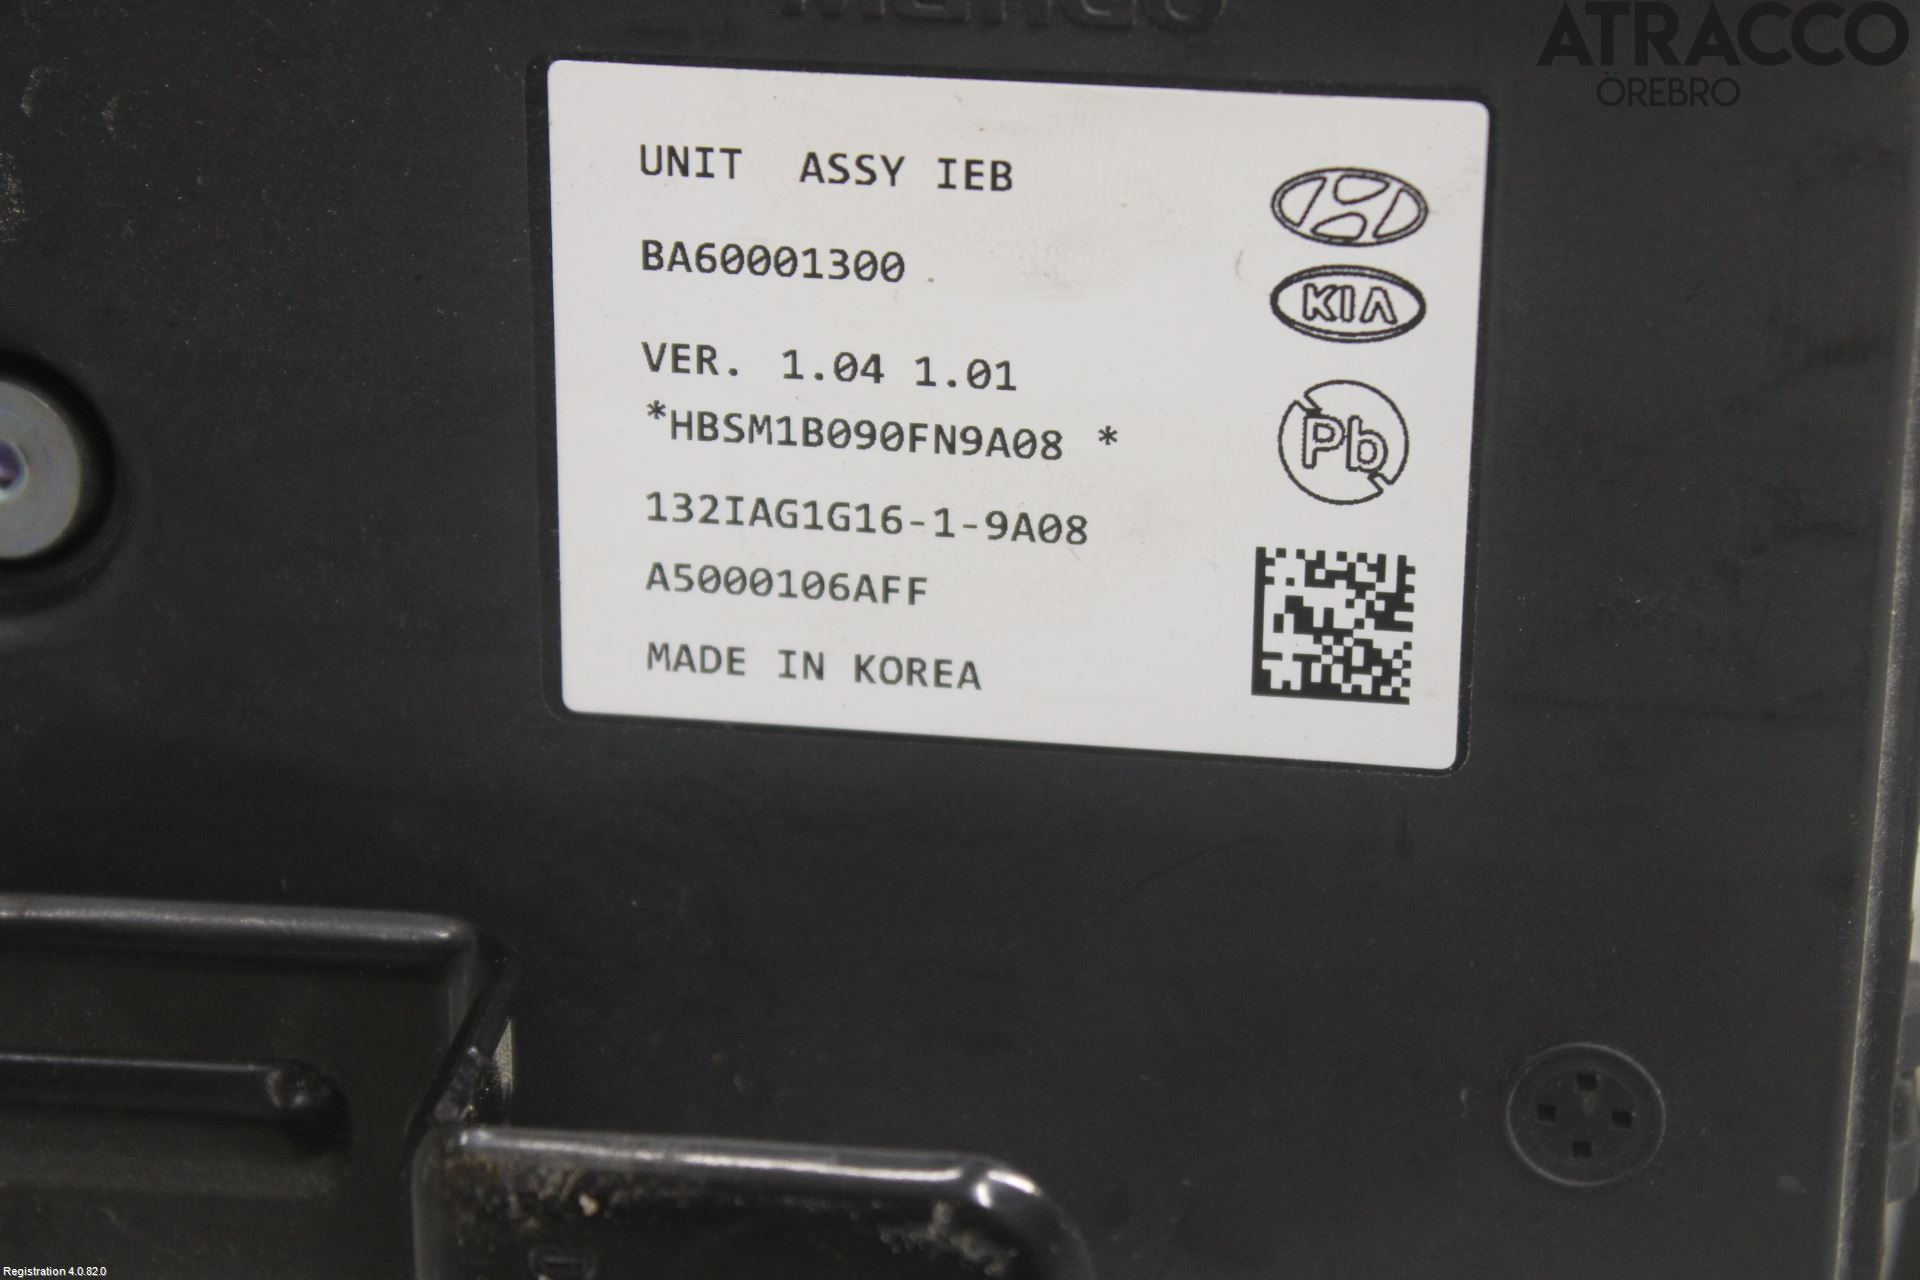 ATRACCO
ÖREBRO
UNIT ASSY IEB
BA60001300
VER. 1.04 1.01
*HBSM1B090FN9A08 *
132IAG1G16-1-9A08
A5000106AFF
MADE IN KOREA
KIA
Pb
Registration 4.0.82.0